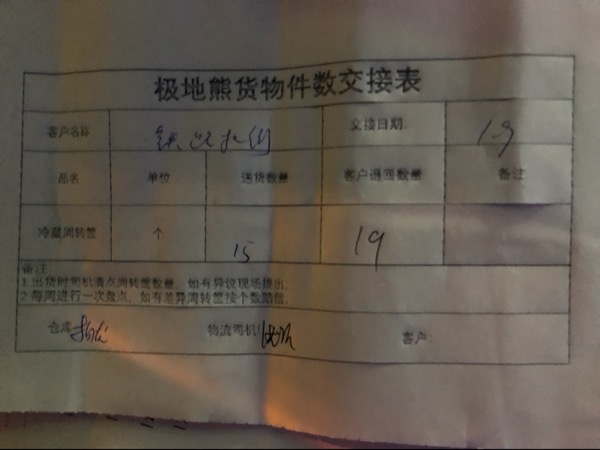 极地熊货物件数交接表
客户名称 交接日期: 1-9
品名 单位 送货数量 客户退回数量 备注
冷藏周转筐 个 15 19
备注:
1.出货时司机清点周转筐数量,如有异议现场提出.
2.每周进行一次盘点,如有差异周转筐按个数赔偿.
仓库: 物流司机: 客户: